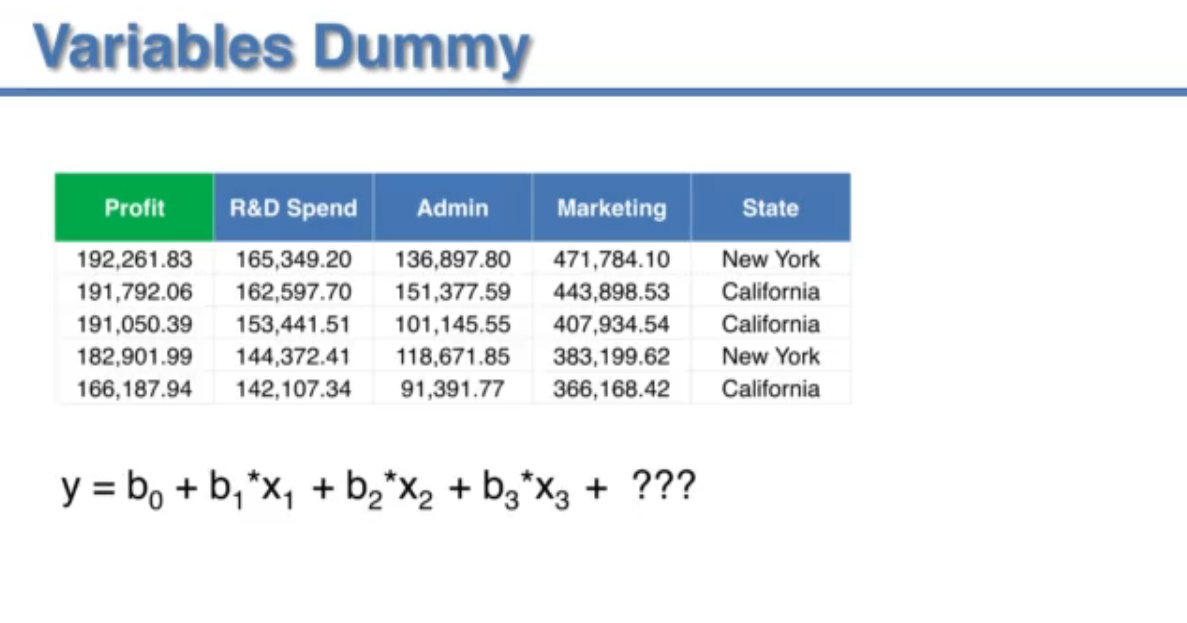 Variables Dummy
Profit R&D Spend Admin Marketing State
192,261.83 165,349.20 136,897.80 471,784.10 New York
191,792.06 162,597.70 151,377.59 443,898.53 California
191,050.39 153,441.51 101,145.55 407,934.54 California
182,901.99 144,372.41 118,671.85 383,199.62 New York
166,187.94 142,107.34 91,391.77 366,168.42 California
y = b₀ + b₁*x₁ + b₂*x₂ + b₃*x₃ + ???